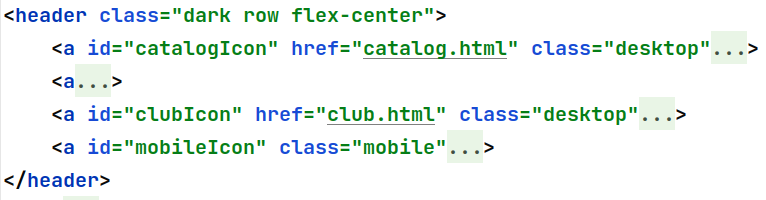 <header class="dark row flex-center">
<a id="catalogIcon" href="catalog.html" class="desktop"...>
<a...>
<a id="clubIcon" href="club.html" class="desktop"...>
<a id="mobileIcon" class="mobile"...>
</header>